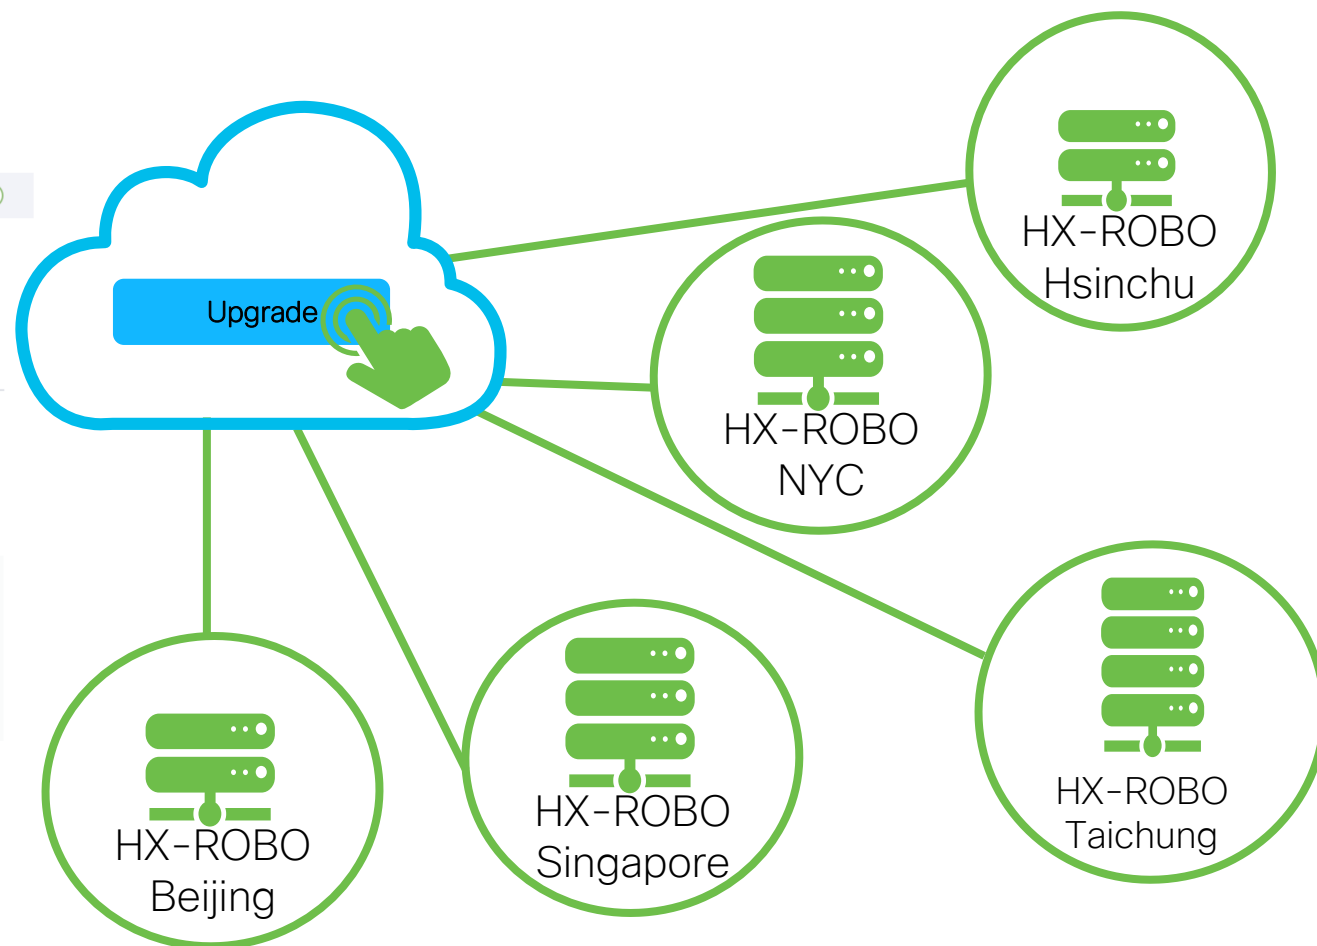 HX-ROBO
Hsinchu
Upgrade
HX-ROBO
NYC
HX-ROBO
Taichung
HX-ROBO
Singapore
HX-ROBO
Beijing